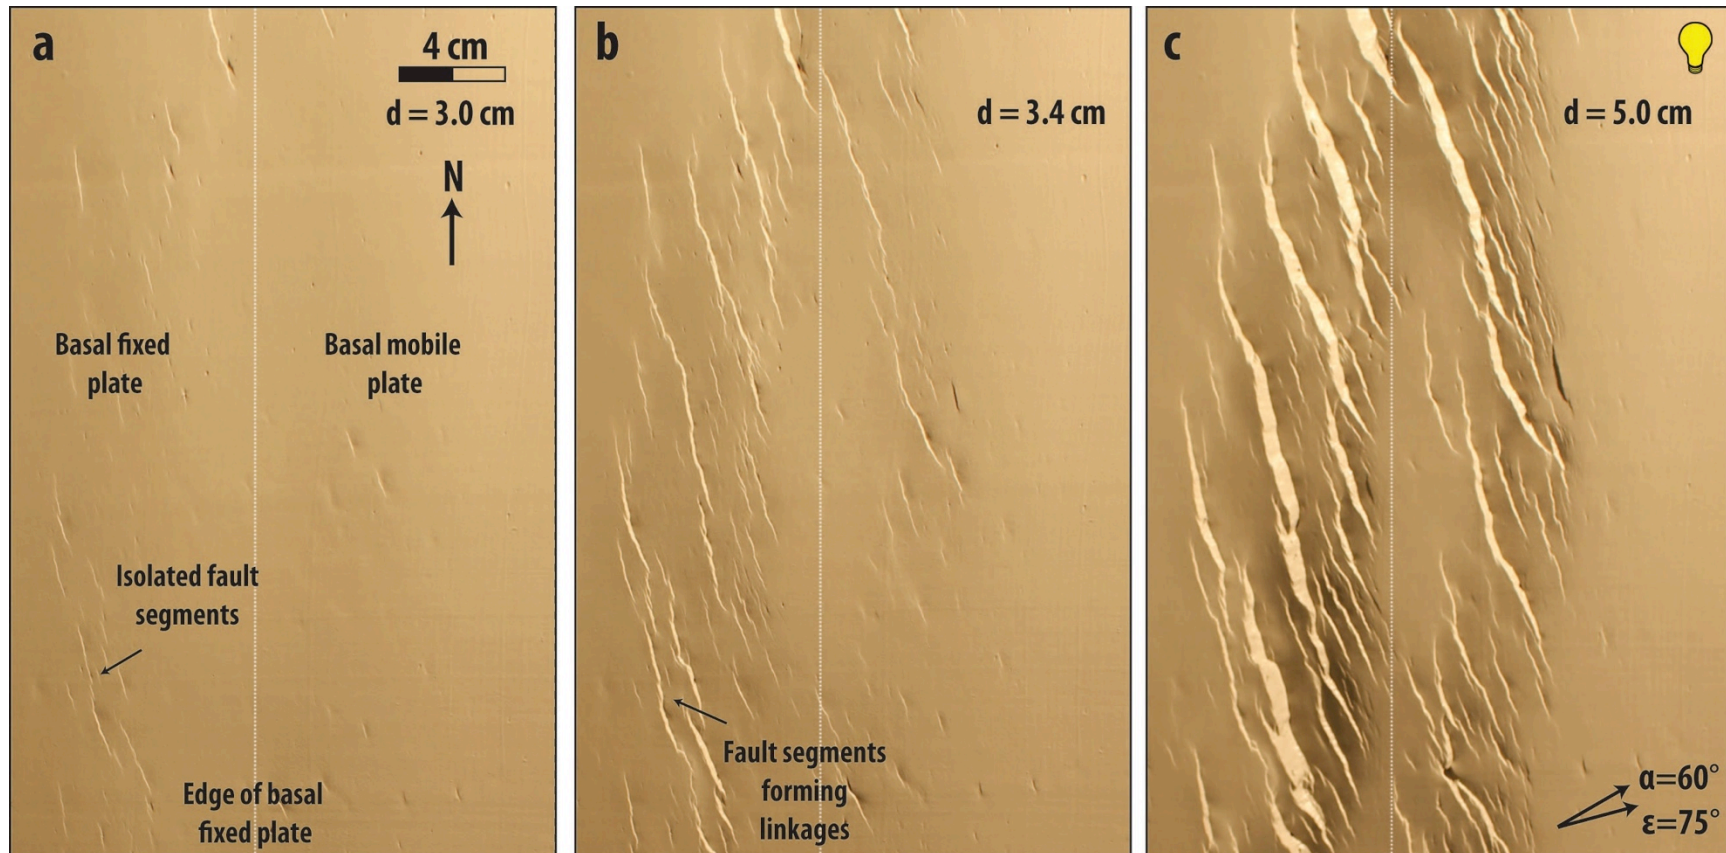 a
4 cm
d = 3.0 cm
N
Basal fixed
plate
Basal mobile
plate
Isolated fault
segments
Edge of basal
fixed plate
b
d = 3.4 cm
Fault segments
forming
linkages
c
d = 5.0 cm
α=60°
ε=75°